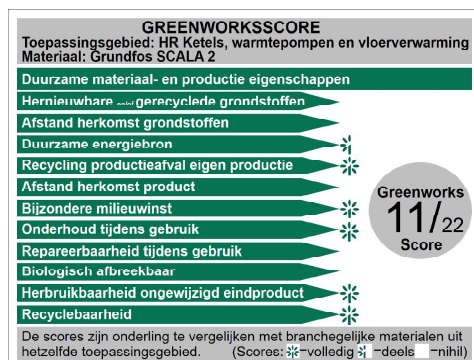 GREENWORKSSCORE
Toepassingsgebied: HR Ketels, warmtepompen en vloerverwarming
Materiaal: Grundfos SCALA 2
Duurzame materiaal- en productie eigenschappen
Hernieuwbare en/of gerecyclede grondstoffen
Afstand herkomst grondstoffen
Duurzame energiebron
Recycling productieafval eigen productie
Afstand herkomst product
Bijzondere milieuwinst
Onderhoud tijdens gebruik
Repareerbaarheid tijdens gebruik
Biologisch afbreekbaar
Herbruikbaarheid ongewijzigd eindproduct
Recyclebaarheid
Greenworks
11/22
Score
De scores zijn onderling te vergelijken met branchegelijke materialen uit
hetzelfde toepassingsgebied. (Scores: =volledig =deels =nihil)